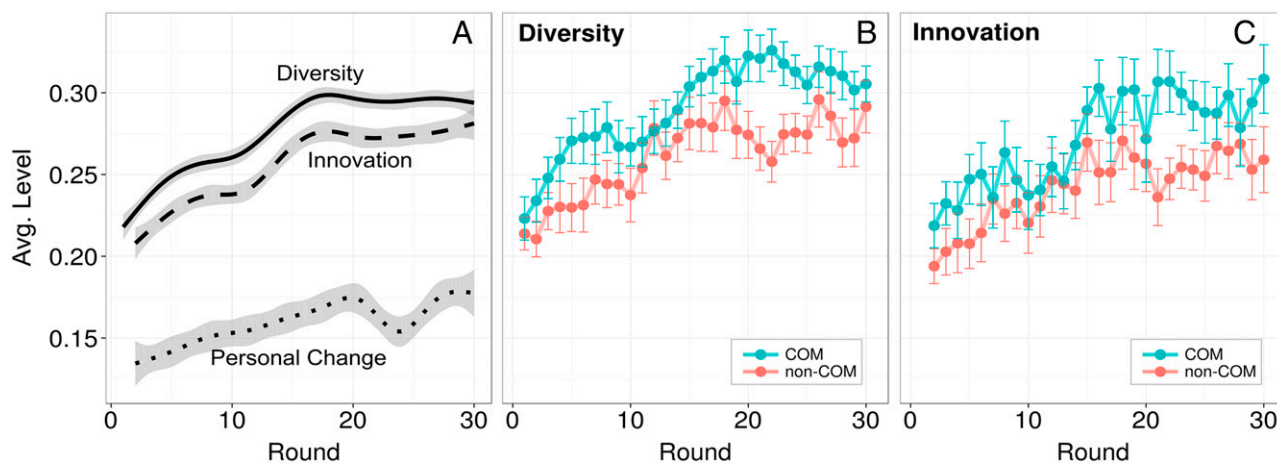 A
Diversity
Innovation
Personal Change
Avg. Level
0.30
0.25
0.20
0.15
0 10 20 30
Round
Diversity B
COM
non-COM
0 10 20 30
Round
Innovation C
COM
non-COM
0 10 20 30
Round